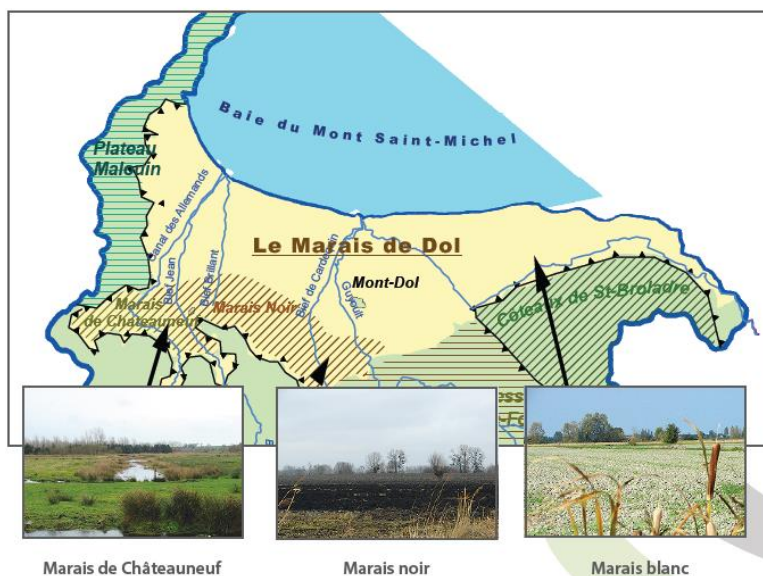 Baie du Mont Saint-Michel
Plateau
Malouin
Canal des Allemands
Le Marais de Dol
Bief Jean
Bief Brillant
Bief de Cardequin
Mont-Dol
Guyoult
Marais
de Chateauneuf
Marais Noir
Côteaux de St-Broladre
Marais de Châteauneuf
Marais noir
Marais blanc